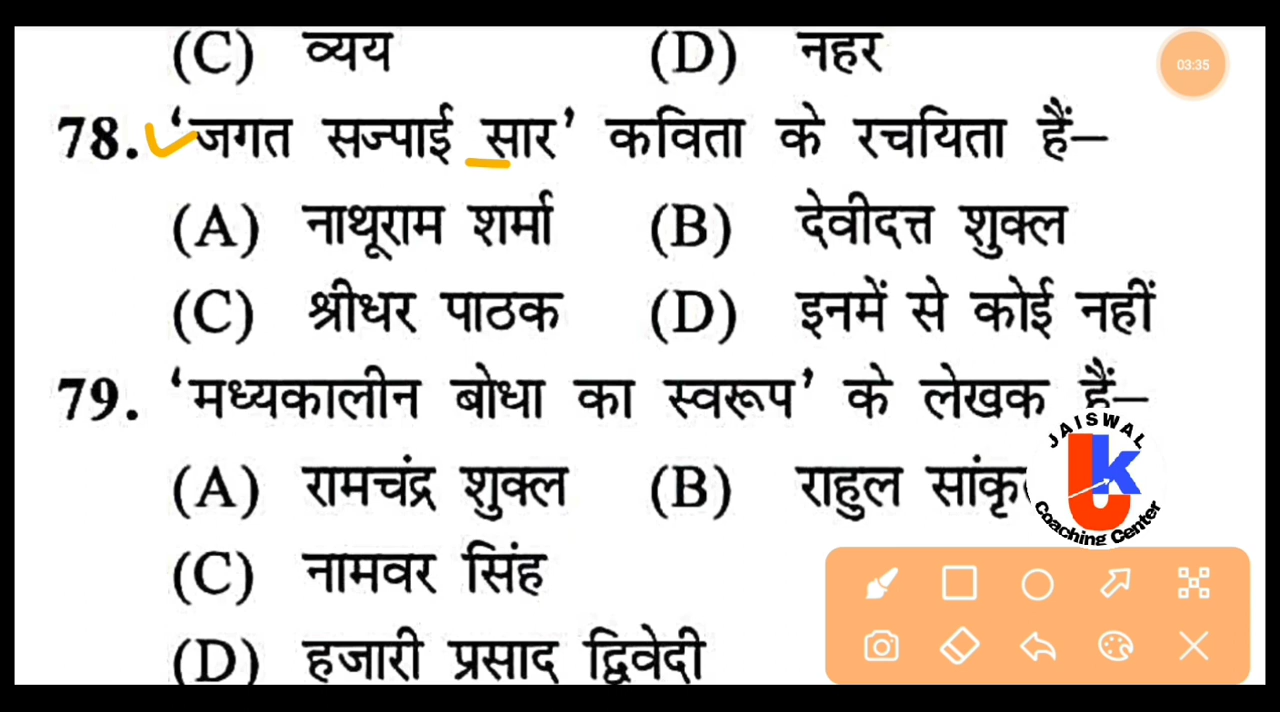 (C) व्यय (D) नहर
03:35
78. ‘जगत सज्पाई सार’ कविता के रचयिता हैं–
(A) नाथूराम शर्मा (B) देवीदत्त शुक्ल
(C) श्रीधर पाठक (D) इनमें से कोई नहीं
79. ‘मध्यकालीन बोधा का स्वरूप’ के लेखक हैं–
JAISWAL
Jk
Coaching Center
(A) रामचंद्र शुक्ल (B) राहुल
(C) नामवर सिंह
(D) हजारी प्रसाद द्विवेदी